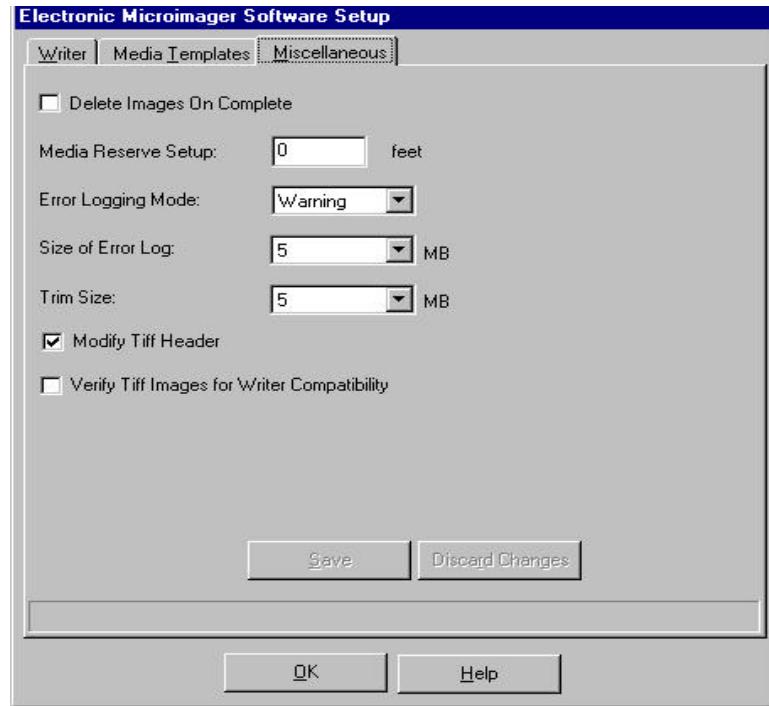 Electronic Microimager Software Setup
Writer Media Templates Miscellaneous
Delete Images On Complete
Media Reserve Setup: 0 feet
Error Logging Mode: Warning
Size of Error Log: 5 MB
Trim Size: 5 MB
Modify Tiff Header
Verify Tiff Images for Writer Compatibility
Save Discard Changes
OK Help